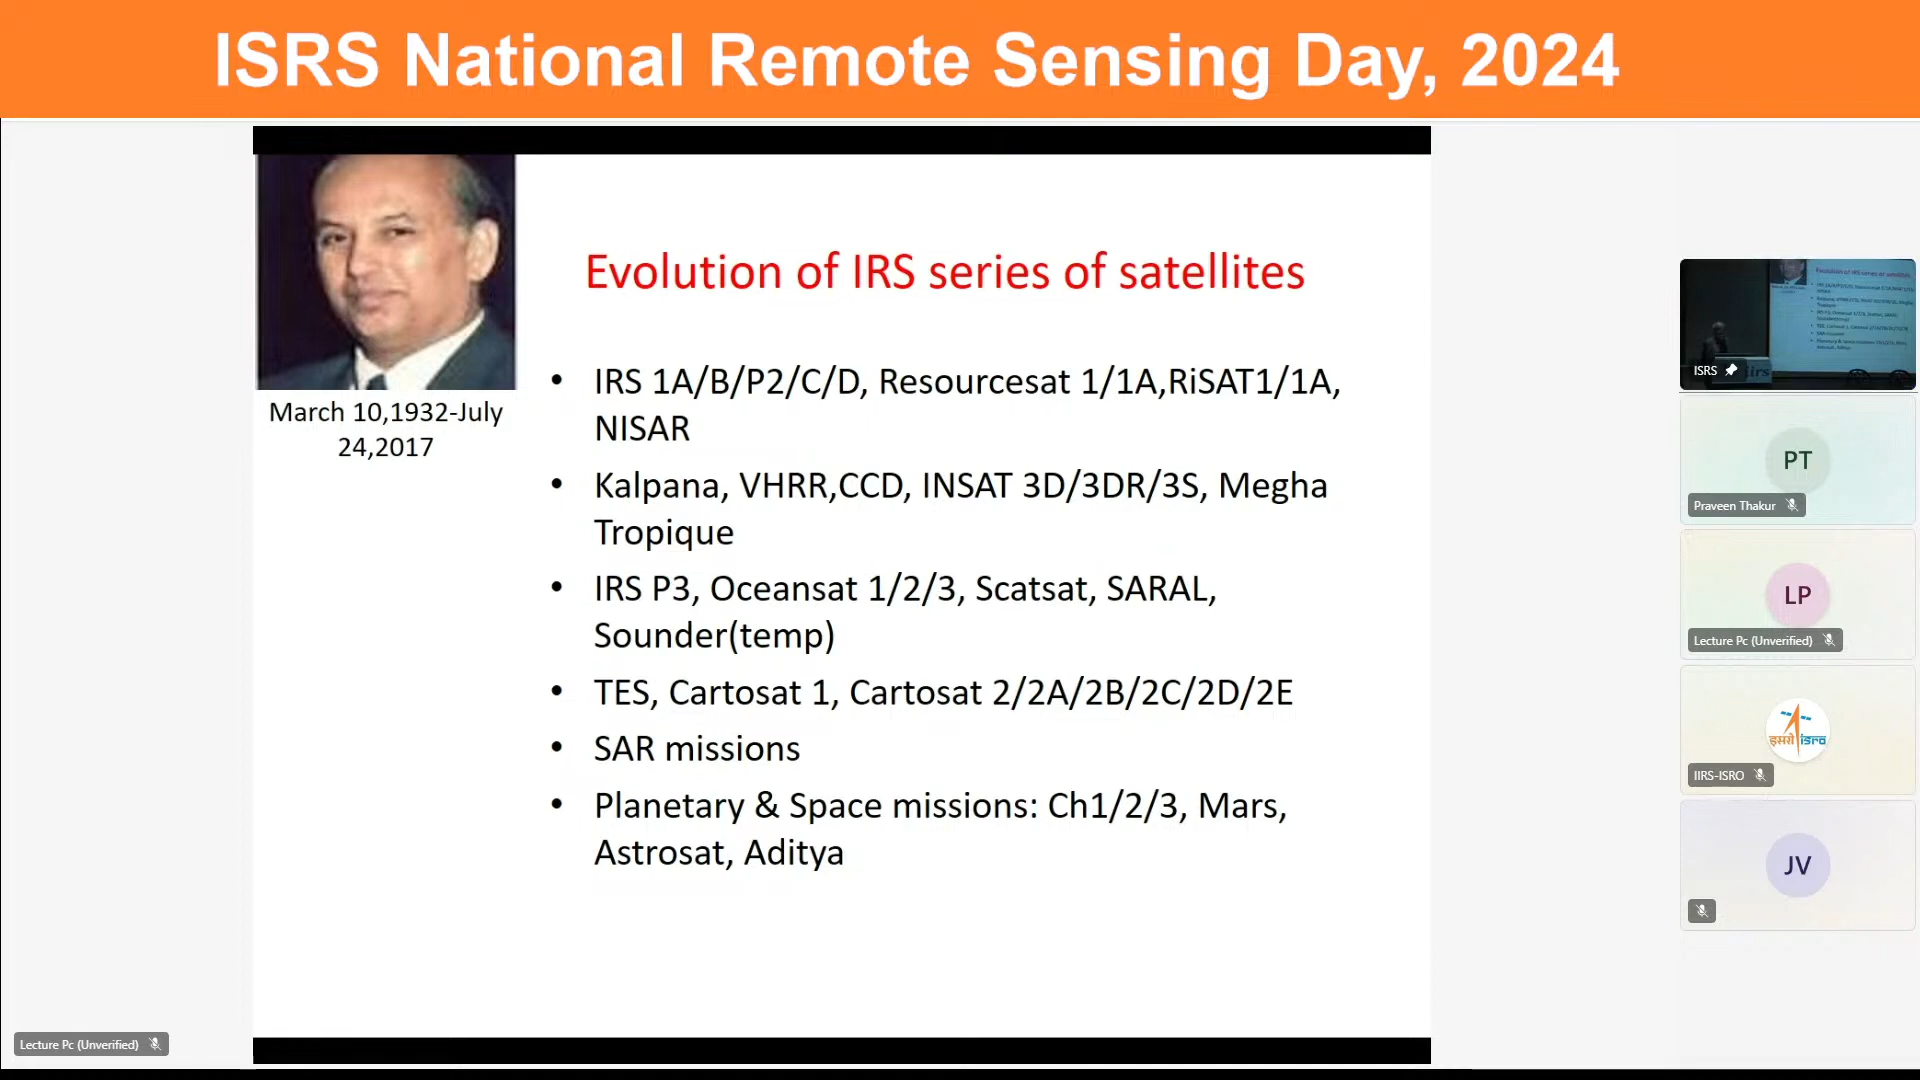 ISRS National Remote Sensing Day, 2024
March 10,1932-July
24,2017
Evolution of IRS series of satellites
• IRS 1A/B/P2/C/D, Resourcesat 1/1A,RiSAT1/1A,
NISAR
• Kalpana, VHRR,CCD, INSAT 3D/3DR/3S, Megha
Tropique
• IRS P3, Oceansat 1/2/3, Scatsat, SARAL,
Sounder(temp)
• TES, Cartosat 1, Cartosat 2/2A/2B/2C/2D/2E
• SAR missions
• Planetary & Space missions: Ch1/2/3, Mars,
Astrosat, Aditya
ISRS
PT
Praveen Thakur
LP
Lecture Pc (Unverified)
इसरो isro
IIRS-ISRO
JV
Lecture Pc (Unverified)